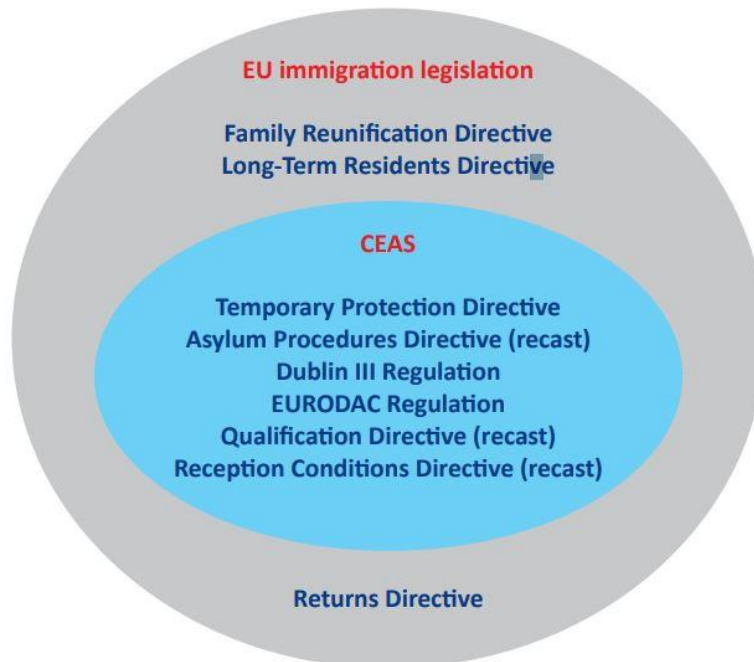 EU immigration legislation
Family Reunification Directive
Long-Term Residents Directive
CEAS
Temporary Protection Directive
Asylum Procedures Directive (recast)
Dublin III Regulation
EURODAC Regulation
Qualification Directive (recast)
Reception Conditions Directive (recast)
Returns Directive